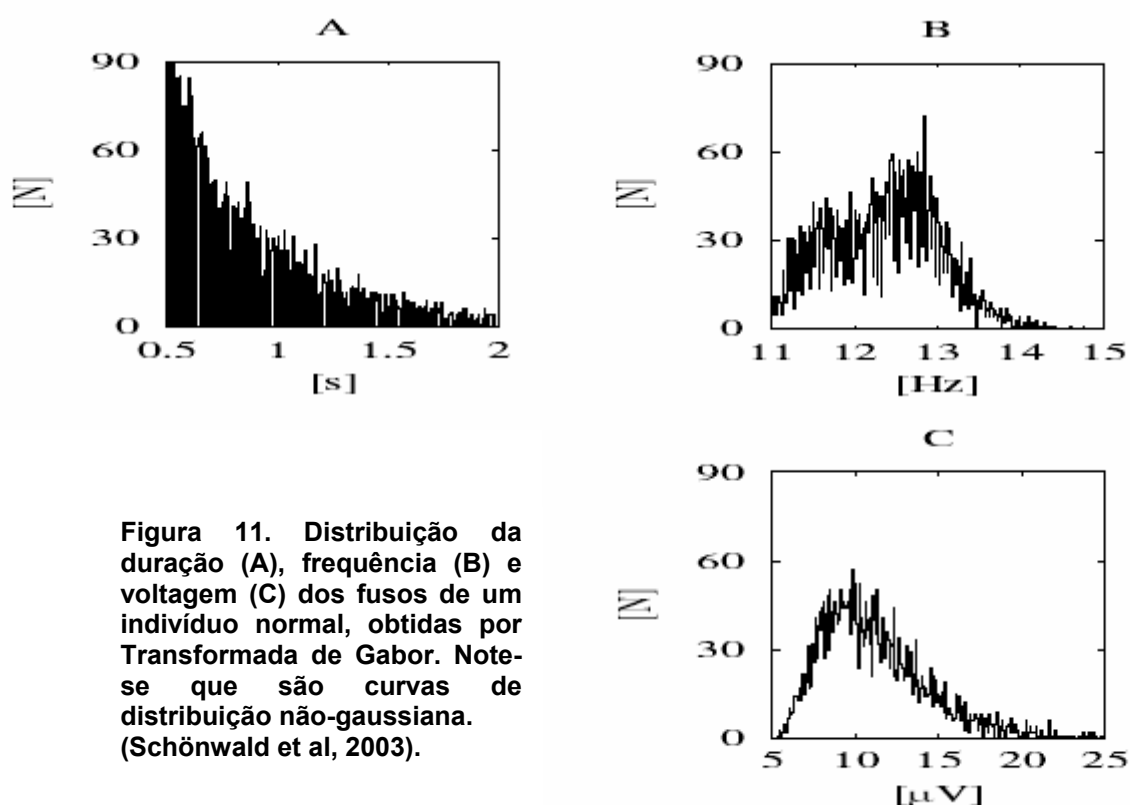 A
90
60
30
0
[N]
0.5 1 1.5 2
[s]
B
90
60
30
0
[N]
11 12 13 14 15
[Hz]
C
90
60
30
0
[N]
5 10 15 20 25
[µV]
Figura 11. Distribuição da
duração (A), frequência (B) e
voltagem (C) dos fusos de um
indivíduo normal, obtidas por
Transformada de Gabor. Note-
se que são curvas de
distribuição não-gaussiana.
(Schönwald et al, 2003).